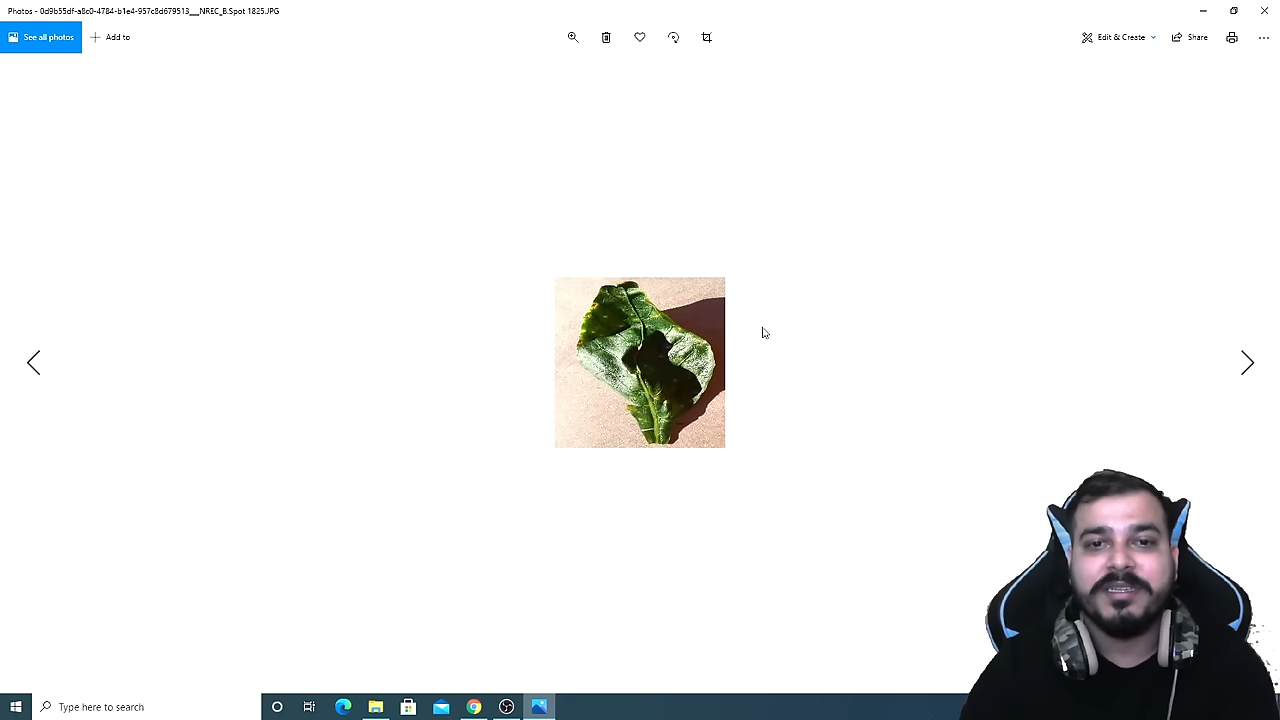 Photos - 0d9b55df-a8c0-4784-b1e4-957c8d679513___NREC_B.Spot 1825.JPG
See all photos
Add to
Edit & Create
Share
Type here to search